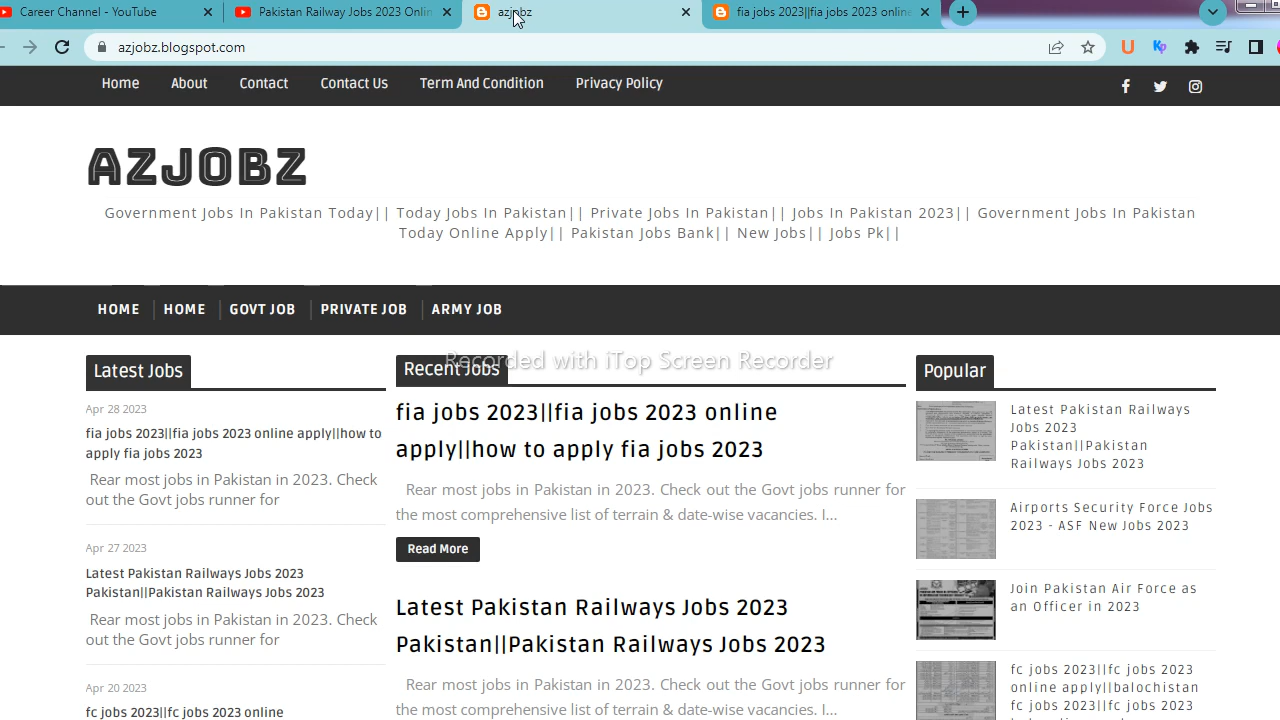 Career Channel - YouTube
Pakistan Railway Jobs 2023 Onlin
azjobz
fia jobs 2023||fia jobs 2023 online
azjobz.blogspot.com
Home About Contact Contact Us Term And Condition Privacy Policy
AZJOBZ
Government Jobs In Pakistan Today|| Today Jobs In Pakistan|| Private Jobs In Pakistan|| Jobs In Pakistan 2023|| Government Jobs In Pakistan
Today Online Apply|| Pakistan Jobs Bank|| New Jobs|| Jobs Pk||
HOME HOME GOVT JOB PRIVATE JOB ARMY JOB
Recorded with iTop Screen Recorder
Latest Jobs
Apr 28 2023
fia jobs 2023||fia jobs 2023 online apply||how to
apply fia jobs 2023
Rear most jobs in Pakistan in 2023. Check
out the Govt jobs runner for
Apr 27 2023
Latest Pakistan Railways Jobs 2023
Pakistan||Pakistan Railways Jobs 2023
Rear most jobs in Pakistan in 2023. Check
out the Govt jobs runner for
Apr 20 2023
fc jobs 2023||fc jobs 2023 online
Recent Jobs
fia jobs 2023||fia jobs 2023 online
apply||how to apply fia jobs 2023
Rear most jobs in Pakistan in 2023. Check out the Govt jobs runner for
the most comprehensive list of terrain & date-wise vacancies. I...
Read More
Latest Pakistan Railways Jobs 2023
Pakistan||Pakistan Railways Jobs 2023
Rear most jobs in Pakistan in 2023. Check out the Govt jobs runner for
the most comprehensive list of terrain & date-wise vacancies. I...
Popular
Latest Pakistan Railways
Jobs 2023
Pakistan||Pakistan
Railways Jobs 2023
Airports Security Force Jobs
2023 - ASF New Jobs 2023
Join Pakistan Air Force as
an Officer in 2023
fc jobs 2023||fc jobs 2023
online apply||balochistan
fc jobs 2023||fc jobs 2023